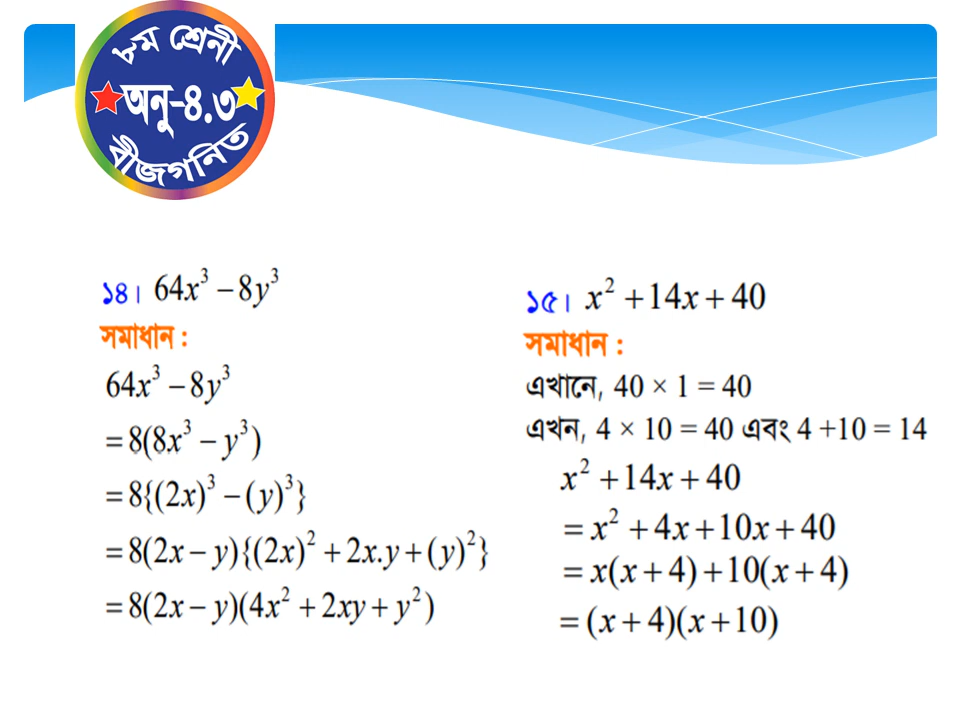 ৮ম শ্রেনী
অনু-৪.৩
বীজগনিত
১৪। 64x³ – 8y³
সমাধান :
64x³ – 8y³
= 8(8x³ – y³)
= 8{(2x)³ – (y)³}
= 8(2x – y){(2x)² + 2x.y + (y)²}
= 8(2x – y)(4x² + 2xy + y²)
১৫। x² + 14x + 40
সমাধান :
এখানে, 40 × 1 = 40
এখন, 4 × 10 = 40 এবং 4 +10 = 14
x² + 14x + 40
= x² + 4x + 10x + 40
= x(x + 4) + 10(x + 4)
= (x + 4)(x + 10)